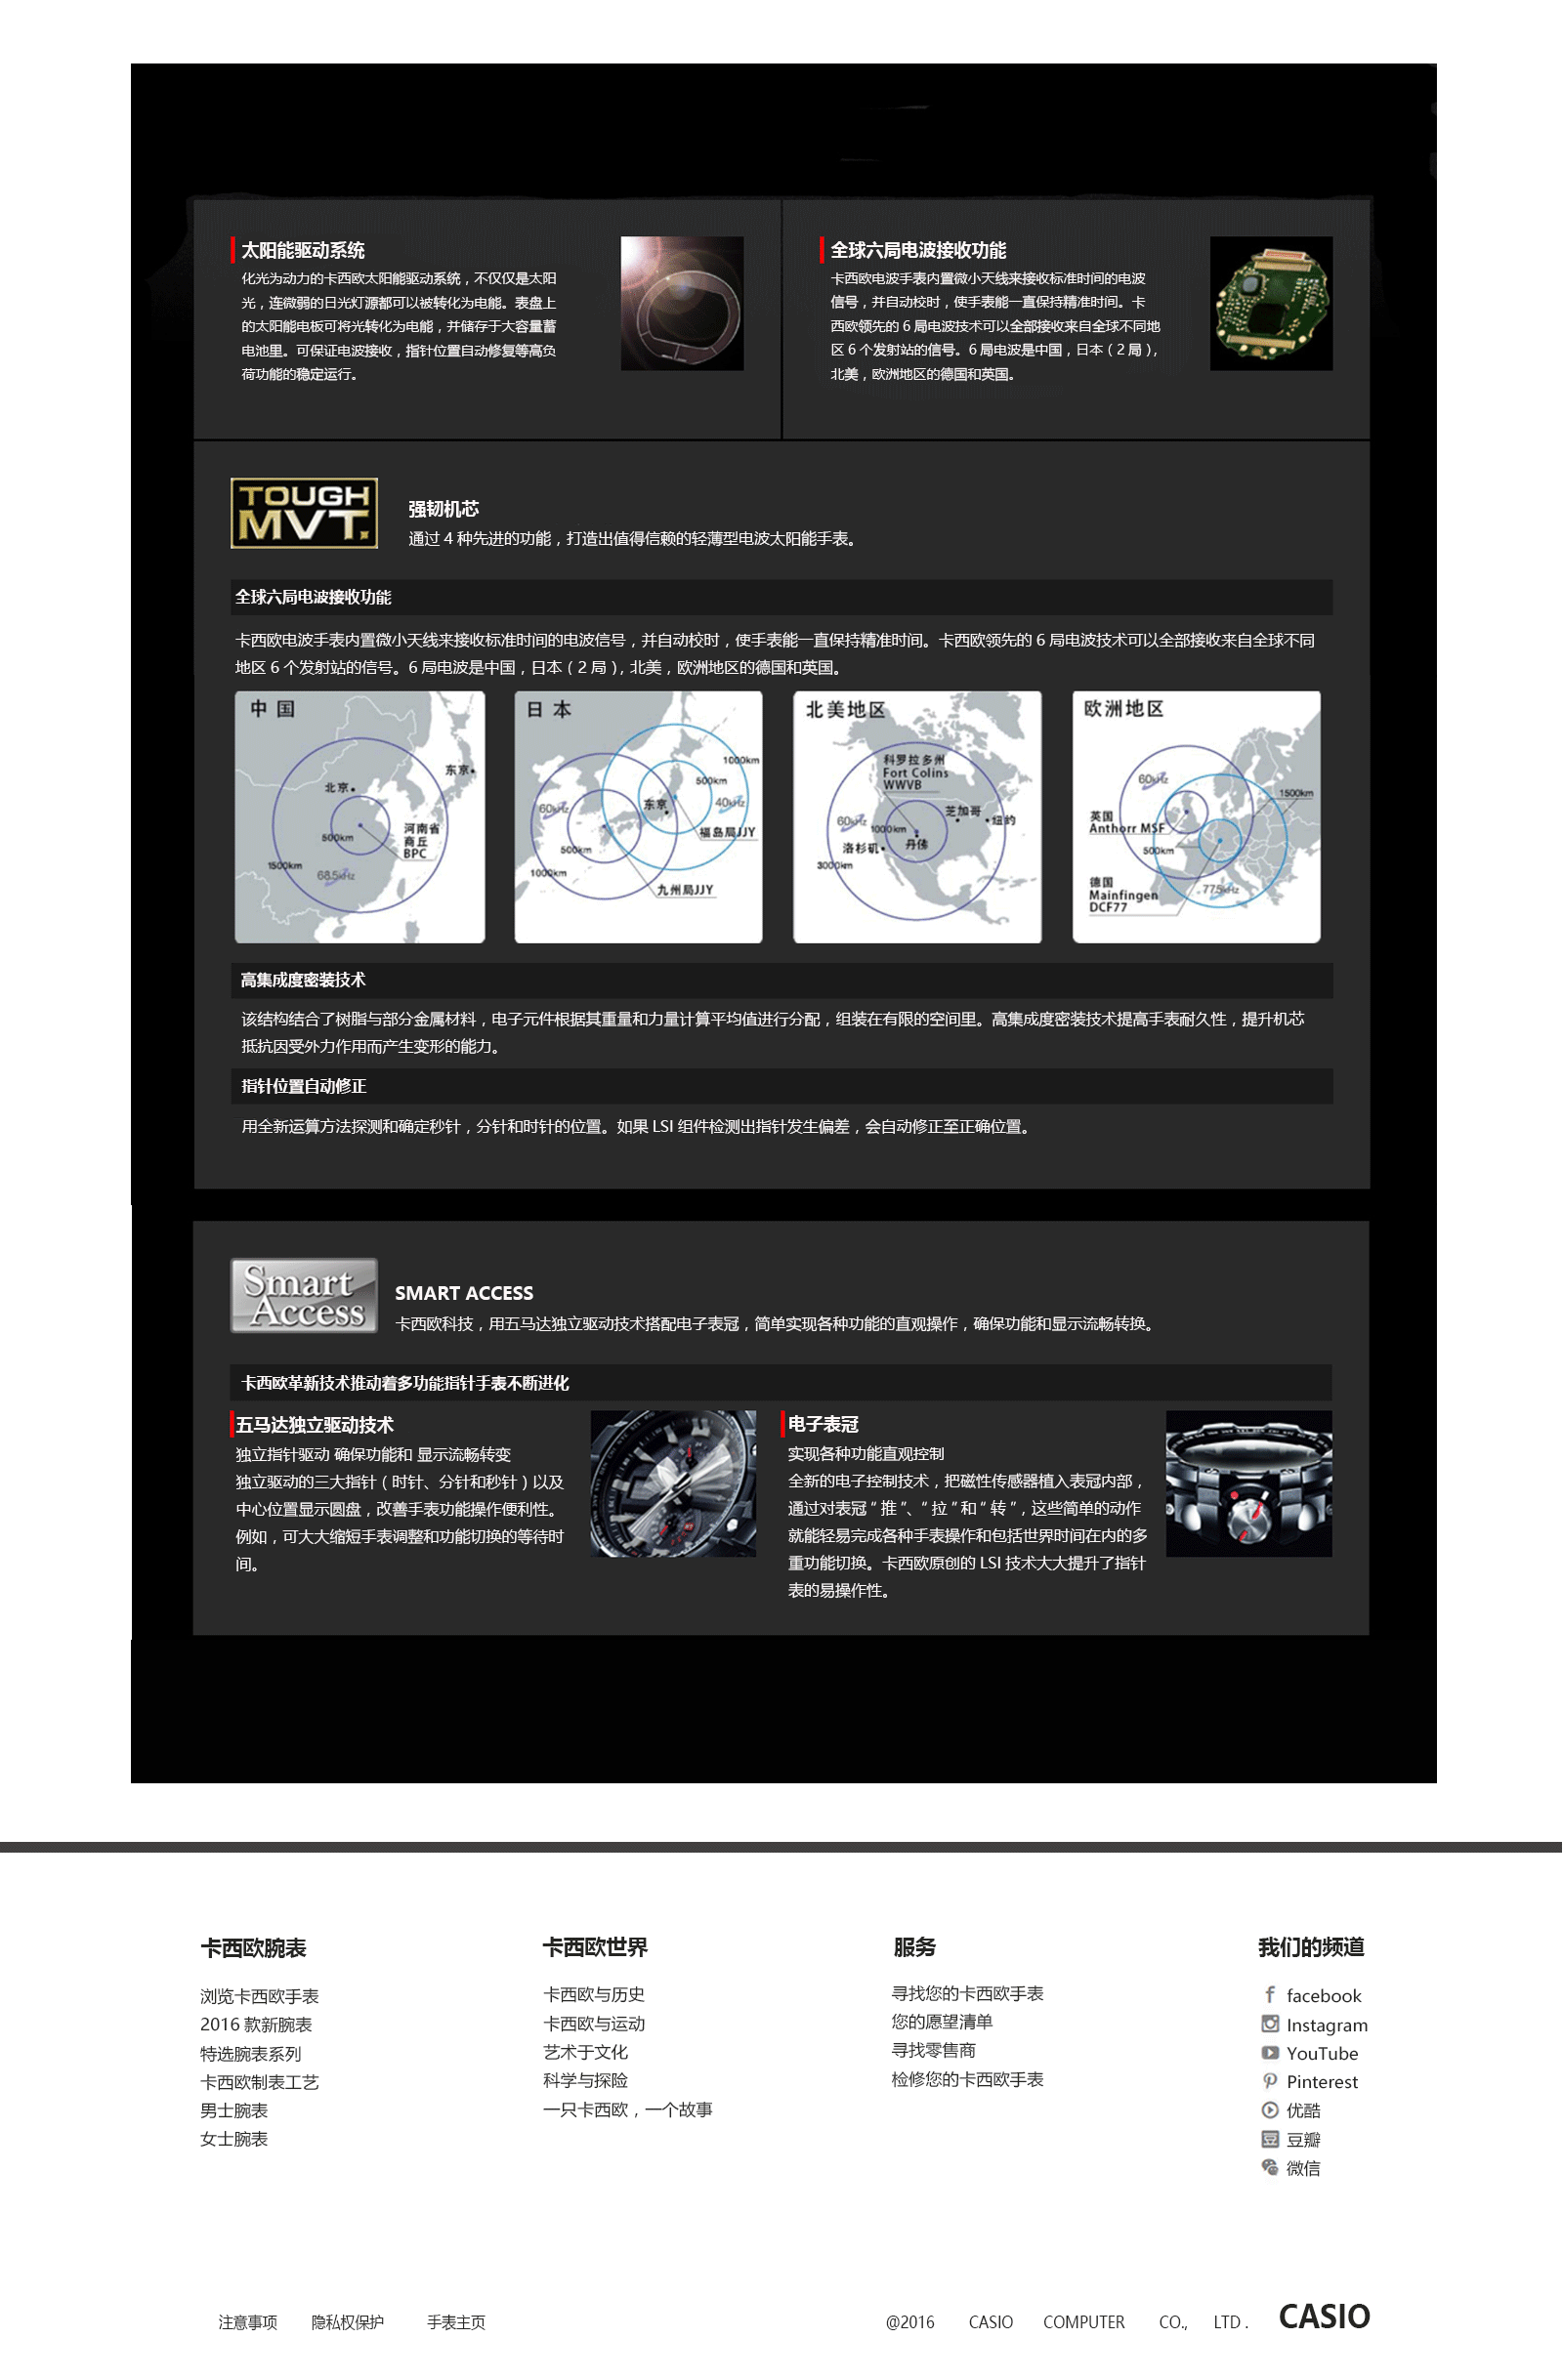 太阳能驱动系统
化光为动力的卡西欧太阳能驱动系统，不仅仅是太阳
光，连微弱的日光灯源都可以被转化为电能。表盘上
的太阳能电板可将光转化为电能，并储存于大容量蓄
电池里。可保证电波接收，指针位置自动修复等高负
荷功能的稳定运行。
全球六局电波接收功能
卡西欧电波手表内置微小天线来接收标准时间的电波
信号，并自动校时，使手表能一直保持精准时间。卡
西欧领先的 6 局电波技术可以全部接收来自全球不同地
区 6 个发射站的信号。6 局电波是中国，日本（2 局），
北美，欧洲地区的德国和英国。
TOUGH
MVT.
强韧机芯
通过 4 种先进的功能，打造出值得信赖的轻薄型电波太阳能手表。
全球六局电波接收功能
卡西欧电波手表内置微小天线来接收标准时间的电波信号，并自动校时，使手表能一直保持精准时间。卡西欧领先的 6 局电波技术可以全部接收来自全球不同
地区 6 个发射站的信号。6 局电波是中国，日本（2 局），北美，欧洲地区的德国和英国。
中国
东京
北京
500km
河南省
商丘
BPC
1500km
68.5kHz
日本
1000km
500km
60kHz
东京
40kHz
福岛局JJY
500km
1000km
九州局JJY
北美地区
科罗拉多州
Fort Colins
WWVB
芝加哥
纽约
60kHz
1000km
丹佛
洛杉矶
3000km
欧洲地区
60kHz
1500km
英国
Anthorr MSF
500km
德国
Mainfingen
DCF77
77.5kHz
高集成度密装技术
该结构结合了树脂与部分金属材料，电子元件根据其重量和力量计算平均值进行分配，组装在有限的空间里。高集成度密装技术提高手表耐久性，提升机芯
抵抗因受外力作用而产生变形的能力。
指针位置自动修正
用全新运算方法探测和确定秒针，分针和时针的位置。如果 LSI 组件检测出指针发生偏差，会自动修正至正确位置。
Smart
Access
SMART ACCESS
卡西欧科技，用五马达独立驱动技术搭配电子表冠，简单实现各种功能的直观操作，确保功能和显示流畅转换。
卡西欧革新技术推动着多功能指针手表不断进化
五马达独立驱动技术
独立指针驱动 确保功能和 显示流畅转变
独立驱动的三大指针（时针、分针和秒针）以及
中心位置显示圆盘，改善手表功能操作便利性。
例如，可大大缩短手表调整和功能切换的等待时
间。
电子表冠
实现各种功能直观控制
全新的电子控制技术，把磁性传感器植入表冠内部，
通过对表冠“ 推 ”、“ 拉 ” 和 “ 转 ”，这些简单的动作
就能轻易完成各种手表操作和包括世界时间在内的多
重功能切换。卡西欧原创的 LSI 技术大大提升了指针
表的易操作性。
卡西欧腕表
浏览卡西欧手表
2016 款新腕表
特选腕表系列
卡西欧制表工艺
男士腕表
女士腕表
卡西欧世界
卡西欧与历史
卡西欧与运动
艺术于文化
科学与探险
一只卡西欧，一个故事
服务
寻找您的卡西欧手表
您的愿望清单
寻找零售商
检修您的卡西欧手表
我们的频道
facebook
Instagram
YouTube
Pinterest
优酷
豆瓣
微信
注意事项 隐私权保护 手表主页
@2016 CASIO COMPUTER CO., LTD . CASIO